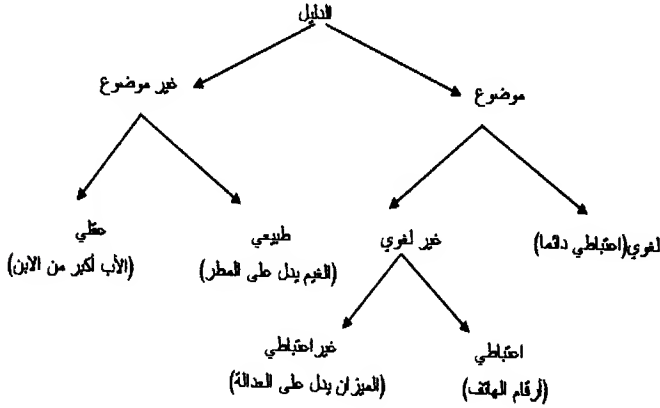 الدليل
موضوع
غير موضوع
لغوي(اعتباطي دائما)
غير لغوي
طبيعي
(الغيم يدل على المطر)
عقلي
(الأب أكبر من الابن)
اعتباطي
(أرقام الهاتف)
غير اعتباطي
(الميزان يدل على العدالة)